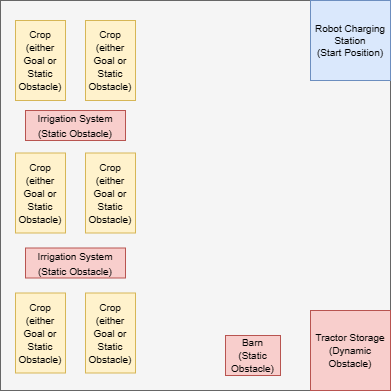 Crop
(either
Goal or
Static
Obstacle)
Crop
(either
Goal or
Static
Obstacle)
Robot Charging
Station
(Start Position)
Irrigation System
(Static Obstacle)
Crop
(either
Goal or
Static
Obstacle)
Crop
(either
Goal or
Static
Obstacle)
Irrigation System
(Static Obstacle)
Crop
(either
Goal or
Static
Obstacle)
Crop
(either
Goal or
Static
Obstacle)
Barn
(Static
Obstacle)
Tractor Storage
(Dynamic
Obstacle)